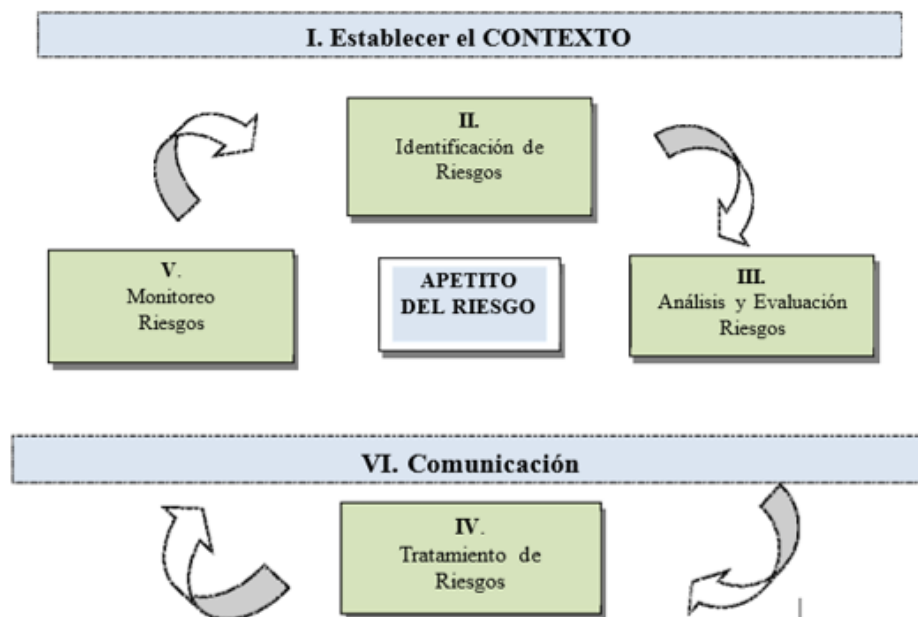 I. Establecer el CONTEXTO
II.
Identificación de
Riesgos
V.
Monitoreo
Riesgos
APETITO
DEL RIESGO
III.
Análisis y Evaluación
Riesgos
VI. Comunicación
IV.
Tratamiento de
Riesgos